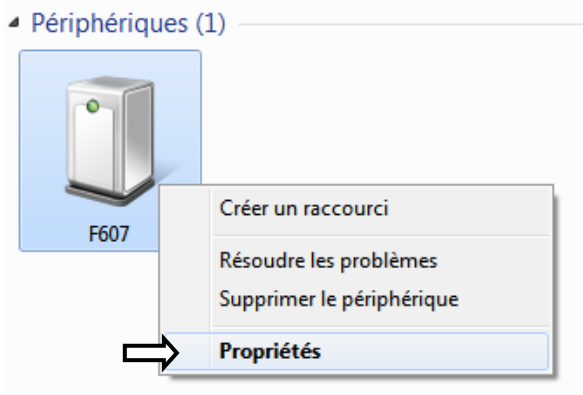 Périphériques (1)
F607
Créer un raccourci
Résoudre les problèmes
Supprimer le périphérique
Propriétés